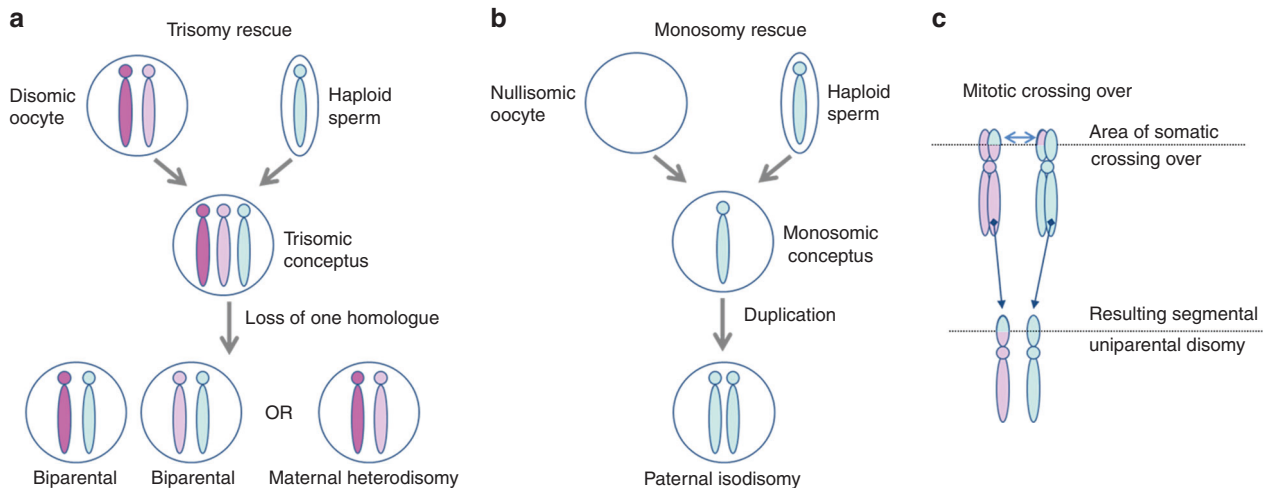 a
Trisomy rescue
Disomic
oocyte
Haploid
sperm
Trisomic
conceptus
Loss of one homologue
OR
Biparental
Biparental
Maternal heterodisomy
b
Monosomy rescue
Nullisomic
oocyte
Haploid
sperm
Monosomic
conceptus
Duplication
Paternal isodisomy
c
Mitotic crossing over
Area of somatic
crossing over
Resulting segmental
uniparental disomy